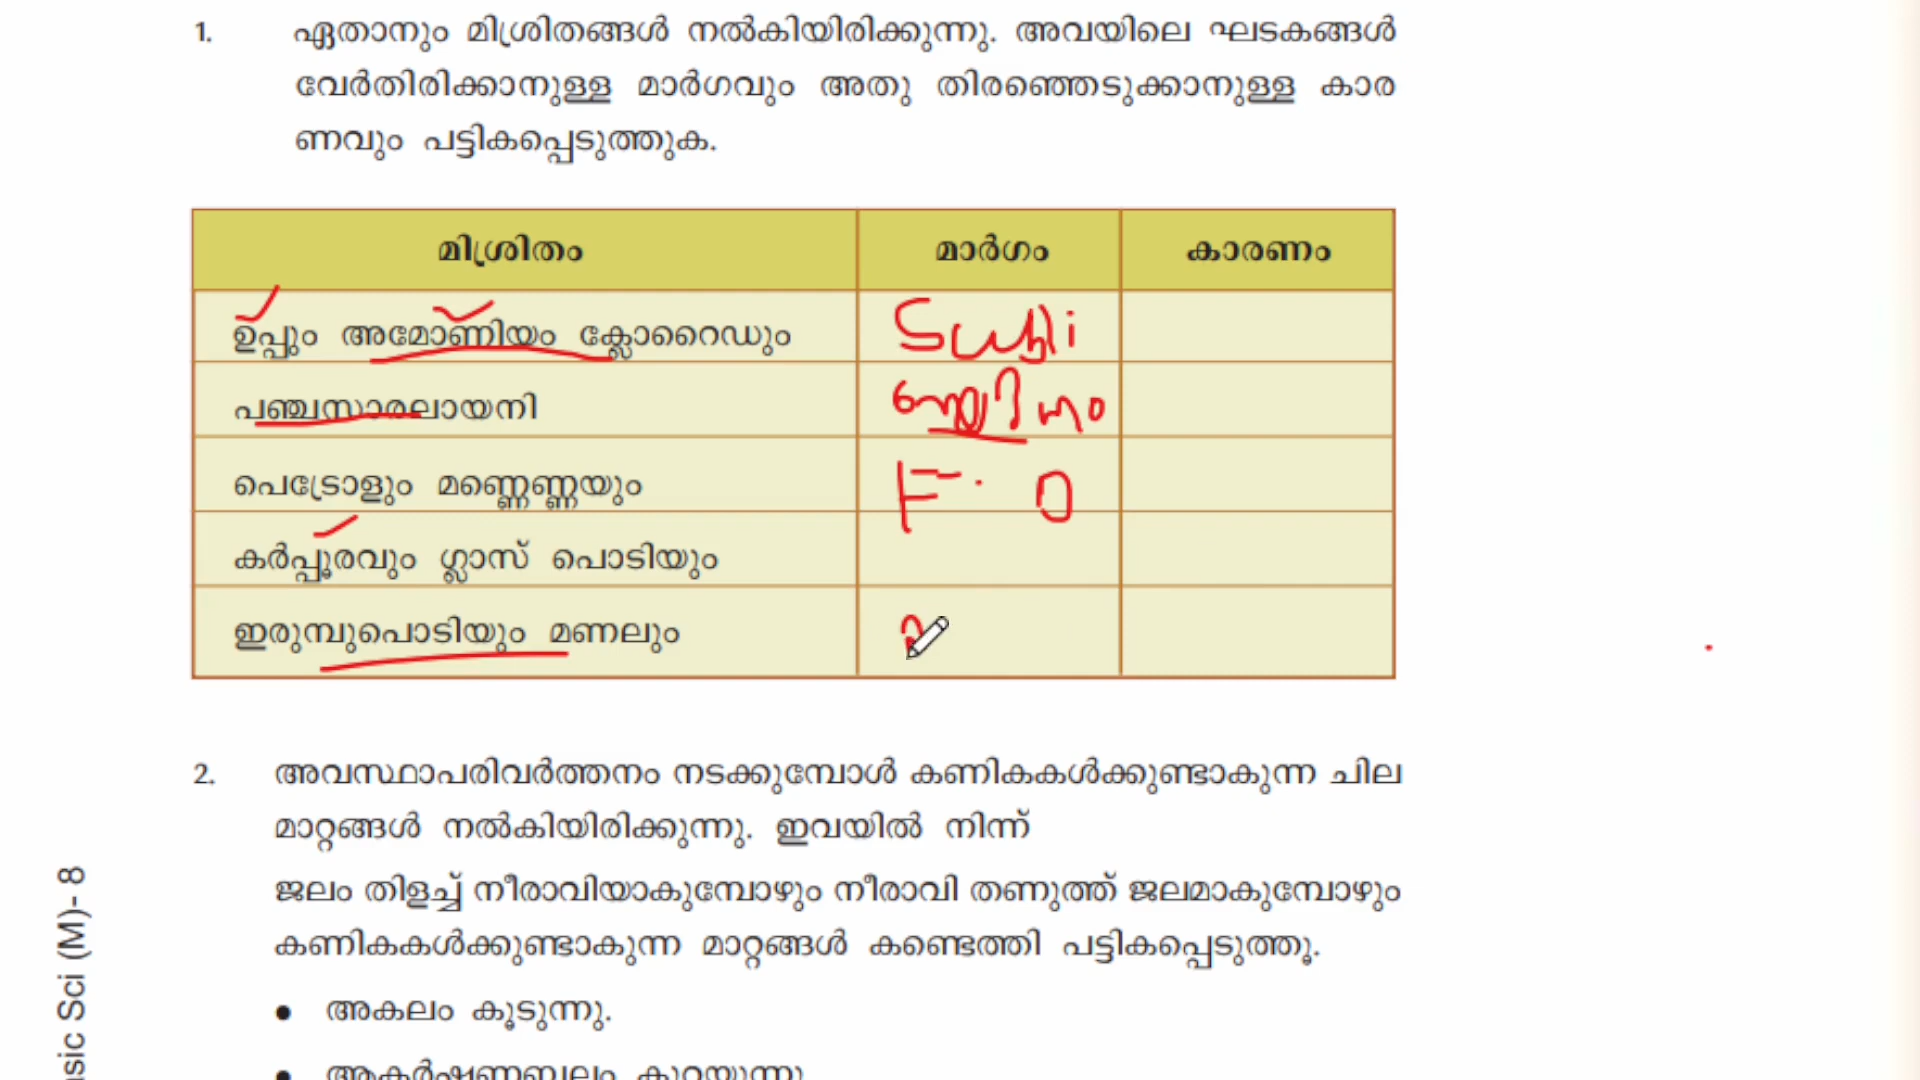 1. ഏതാനും മിശ്രിതങ്ങൾ നൽകിയിരിക്കുന്നു. അവയിലെ ഘടകങ്ങൾ
വേർതിരിക്കാനുള്ള മാർഗവും അതു തിരഞ്ഞെടുക്കാനുള്ള കാര
ണവും പട്ടികപ്പെടുത്തുക.
മിശ്രിതം മാർഗം കാരണം
ഉപ്പും അമോണിയം ക്ലോറൈഡും
പഞ്ചസാരലായനി
പെട്രോളും മണ്ണെണ്ണയും F. D
കർപ്പൂരവും ഗ്ലാസ് പൊടിയും
ഇരുമ്പുപൊടിയും മണലും
2. അവസ്ഥാപരിവർത്തനം നടക്കുമ്പോൾ കണികകൾക്കുണ്ടാകുന്ന ചില
മാറ്റങ്ങൾ നൽകിയിരിക്കുന്നു. ഇവയിൽ നിന്ന്
ജലം തിളച്ച് നീരാവിയാകുമ്പോഴും നീരാവി തണുത്ത് ജലമാകുമ്പോഴും
കണികകൾക്കുണ്ടാകുന്ന മാറ്റങ്ങൾ കണ്ടെത്തി പട്ടികപ്പെടുത്തൂ.
• അകലം കൂടുന്നു.
• ആകർഷണബലം കുറയുന്നു
Sci (M)- 8